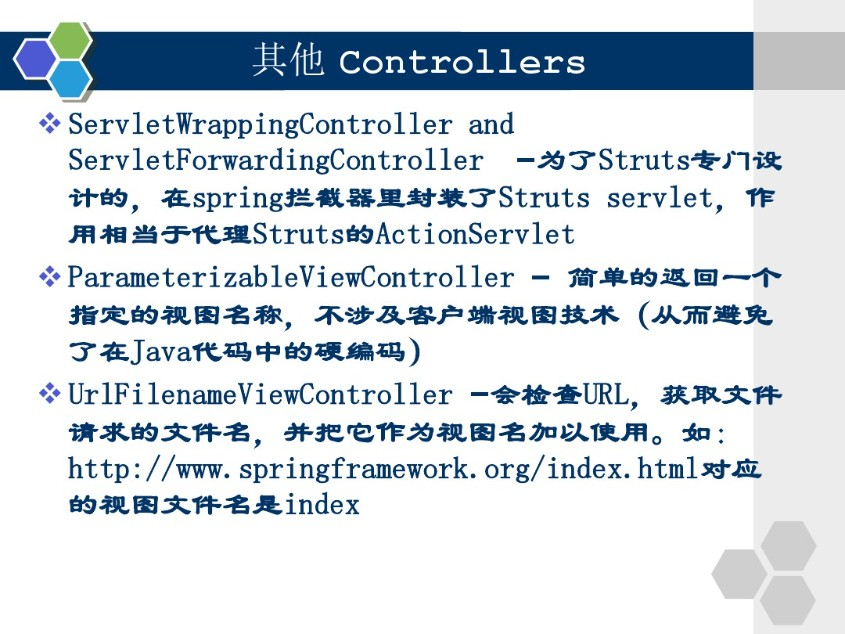 其他 Controllers
ServletWrappingController and
ServletForwardingController －为了Struts专门设
计的，在spring拦截器里封装了Struts servlet，作
用相当于代理Struts的ActionServlet
ParameterizableViewController － 简单的返回一个
指定的视图名称，不涉及客户端视图技术（从而避免
了在Java代码中的硬编码）
UrlFilenameViewController －会检查URL，获取文件
请求的文件名，并把它作为视图名加以使用。如：
http://www.springframework.org/index.html对应
的视图文件名是index